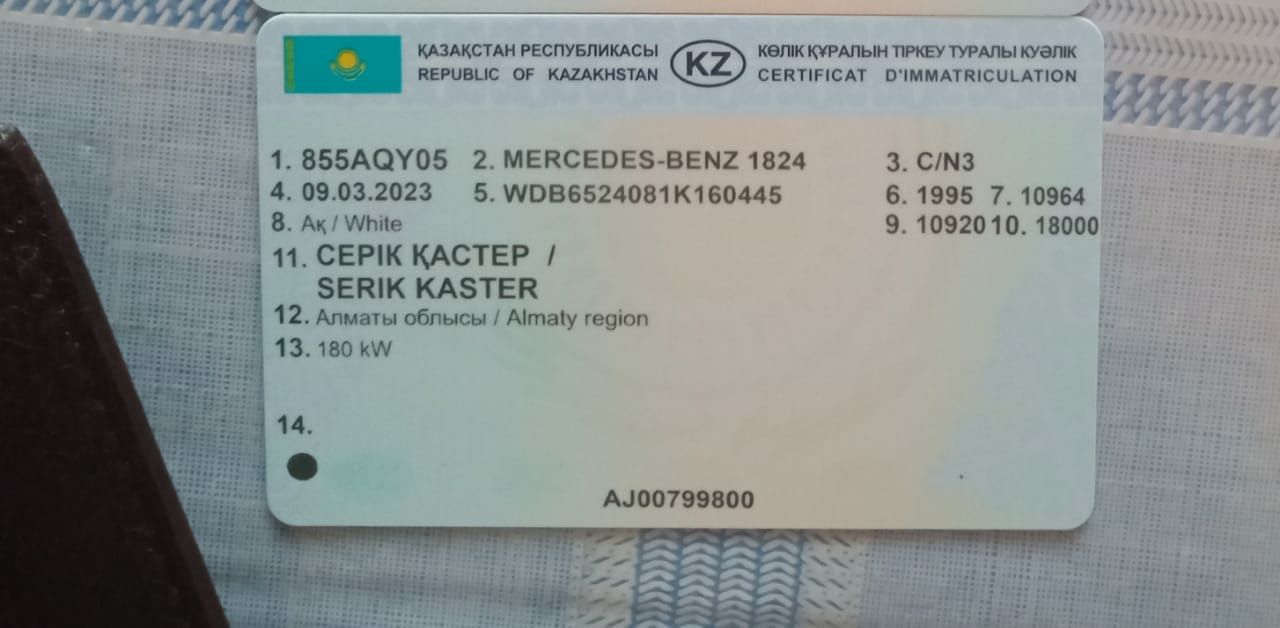 ҚАЗАҚСТАН РЕСПУБЛИКАСЫ KZ КӨЛІК ҚҰРАЛЫН ТІРКЕУ ТУРАЛЫ КУӘЛІК
REPUBLIC OF KAZAKHSTAN CERTIFICAT D'IMMATRICULATION
1. 855AQY05 2. MERCEDES-BENZ 1824 3. C/N3
4. 09.03.2023 5. WDB6524081K160445 6. 1995 7. 10964
8. Ақ / White 9. 10920 10. 18000
11. СЕРІК ҚАСТЕР /
SERIK KASTER
12. Алматы облысы / Almaty region
13. 180 kW
14.
AJ00799800